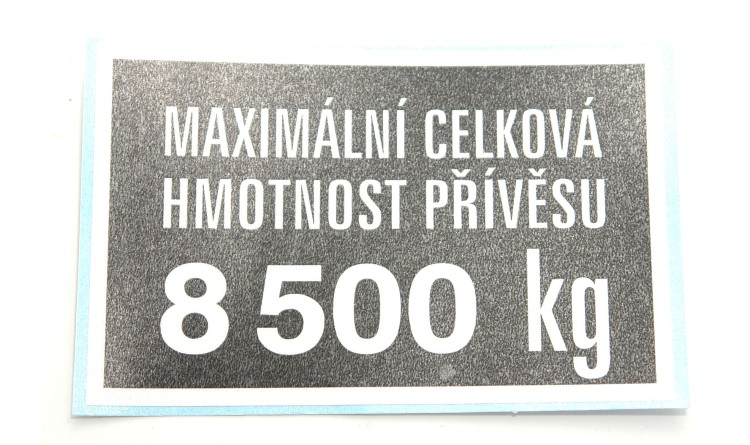 MAXIMÁLNÍ CELKOVÁ
HMOTNOST PŘÍVĚSU
8 500 kg